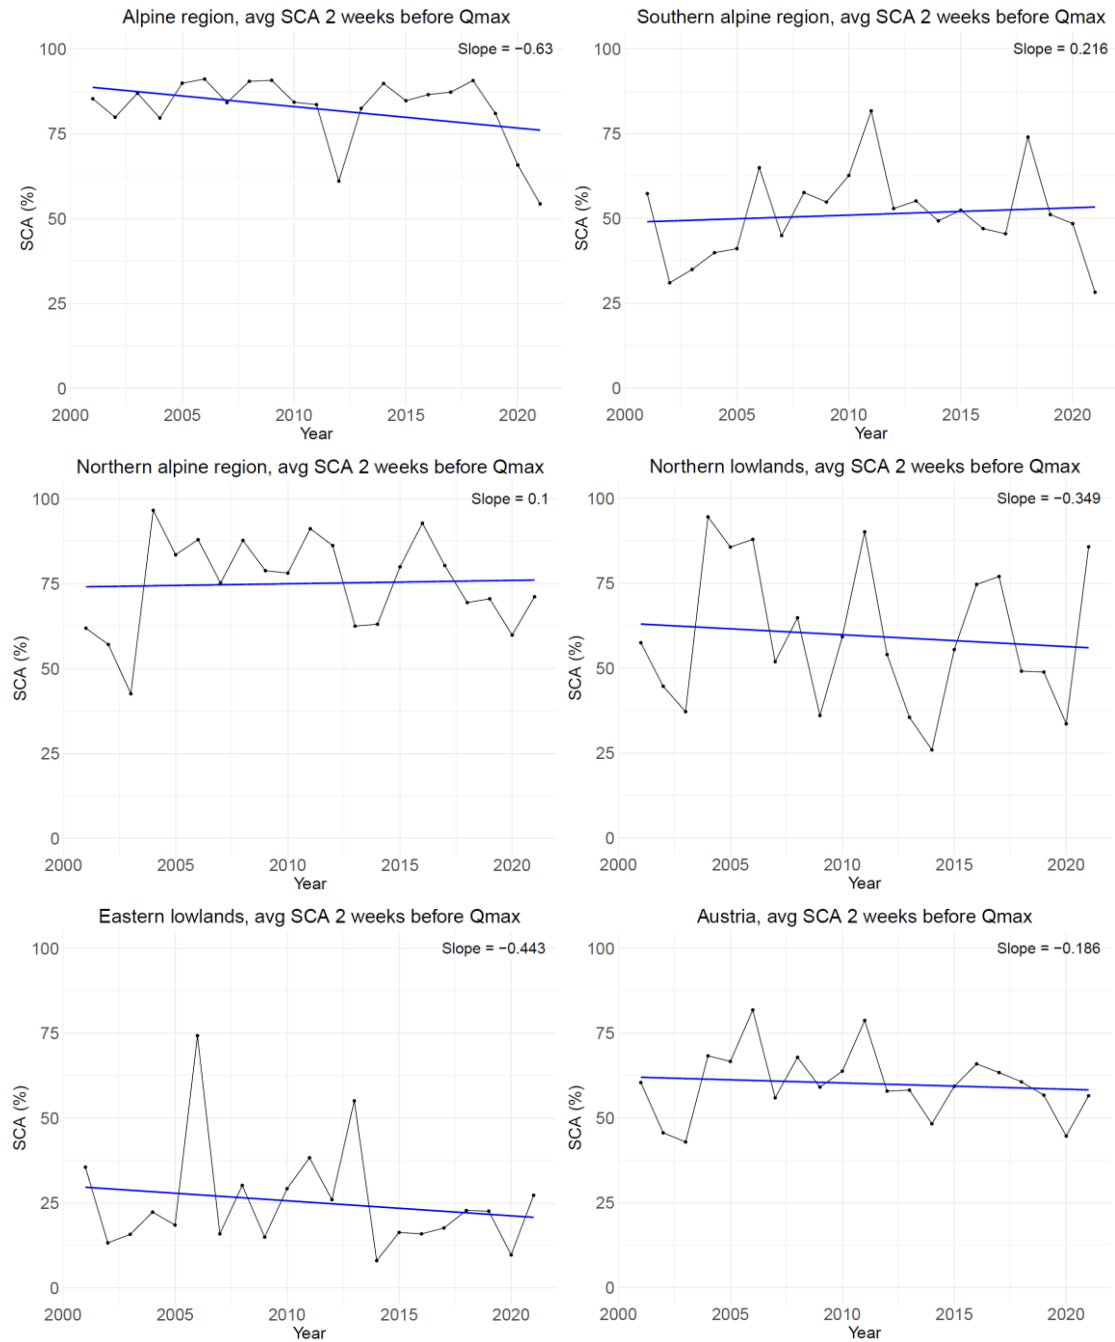 Alpine region, avg SCA 2 weeks before Qmax
Slope = −0.63
100
75
50
25
0
SCA (%)
2000 2005 2010 2015 2020
Year
Southern alpine region, avg SCA 2 weeks before Qmax
Slope = 0.216
100
75
50
25
0
SCA (%)
2000 2005 2010 2015 2020
Year
Northern alpine region, avg SCA 2 weeks before Qmax
Slope = 0.1
100
75
50
25
0
SCA (%)
2000 2005 2010 2015 2020
Year
Northern lowlands, avg SCA 2 weeks before Qmax
Slope = −0.349
100
75
50
25
0
SCA (%)
2000 2005 2010 2015 2020
Year
Eastern lowlands, avg SCA 2 weeks before Qmax
Slope = −0.443
100
75
50
25
0
SCA (%)
2000 2005 2010 2015 2020
Year
Austria, avg SCA 2 weeks before Qmax
Slope = −0.186
100
75
50
25
0
SCA (%)
2000 2005 2010 2015 2020
Year